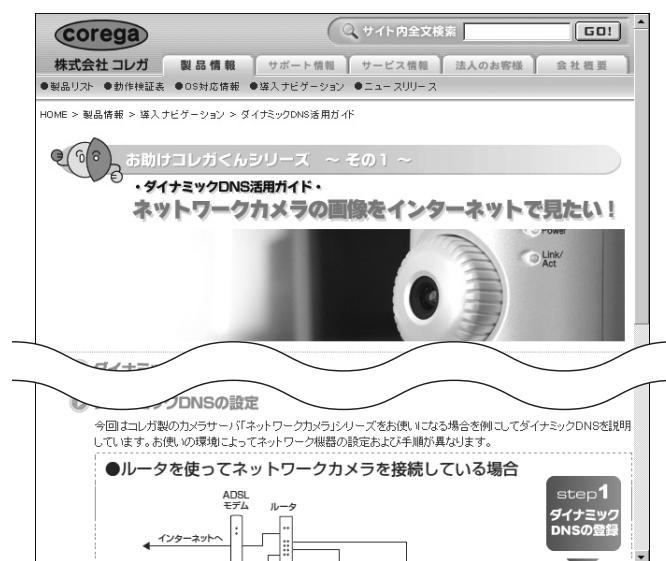 corega
サイト内全文検索
GO!
株式会社 コレガ
製品情報
サポート情報
サービス情報
法人のお客様
会社概要
●製品リスト ●動作検証表 ●OS対応情報 ●導入ナビゲーション ●ニュースリリース
HOME > 製品情報 > 導入ナビゲーション > ダイナミックDNS活用ガイド
お助けコレガくんシリーズ ～ その1 ～
・ダイナミックDNS活用ガイド・
ネットワークカメラの画像をインターネットで見たい！
Power
Link/
Act
ダイナミ
DNSの設定
今回はコレガ製のカメラサーバ「ネットワークカメラ」シリーズをお使いになる場合を例にしてダイナミックDNSを説明
しています。お使いの環境によってネットワーク機器の設定および手順が異なります。
●ルータを使ってネットワークカメラを接続している場合
ADSL
モデム
ルータ
インターネットへ
step1
ダイナミック
DNSの登録